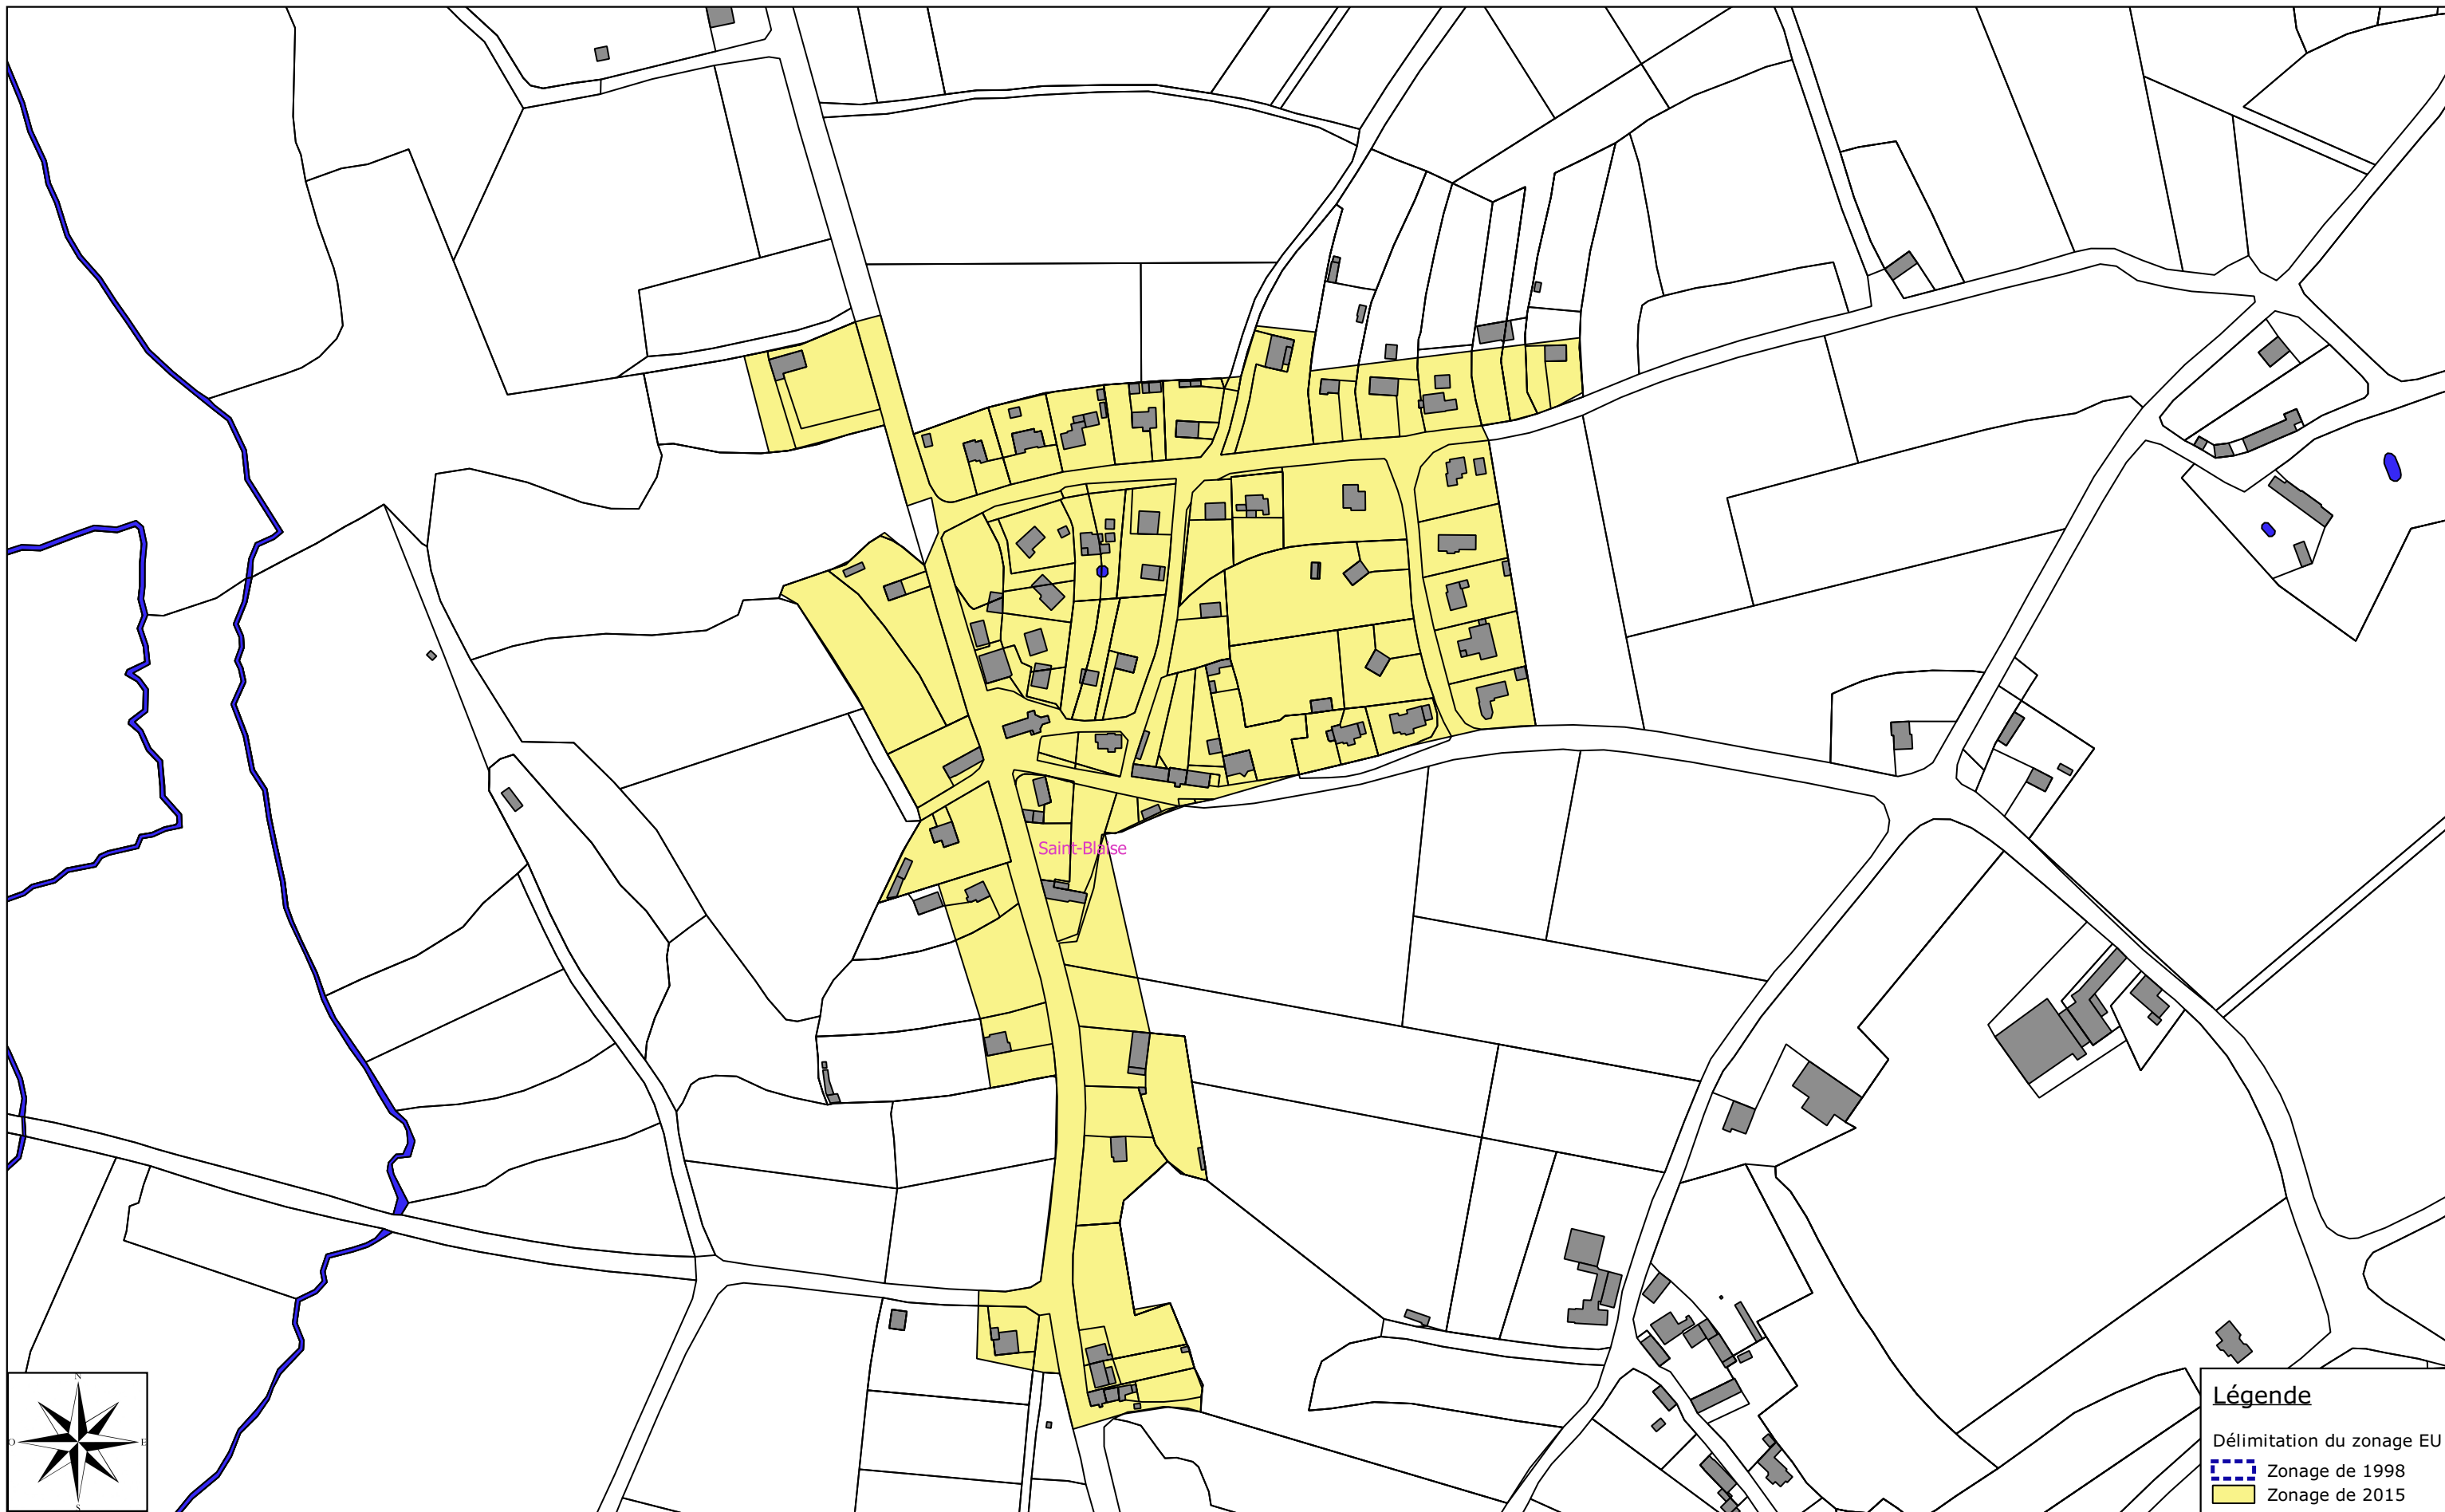 Saint-Blaise
N
O
E
S
Légende
Délimitation du zonage EU
Zonage de 1998
Zonage de 2015